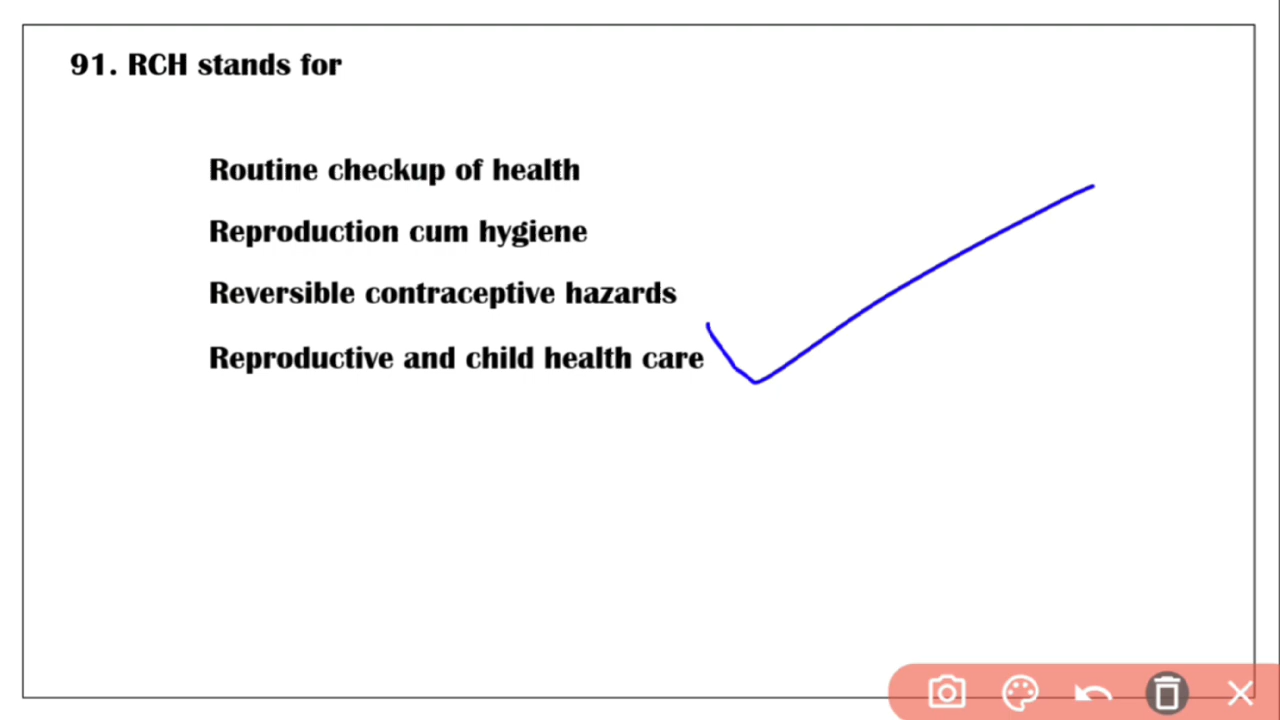 91. RCH stands for
Routine checkup of health
Reproduction cum hygiene
Reversible contraceptive hazards
Reproductive and child health care